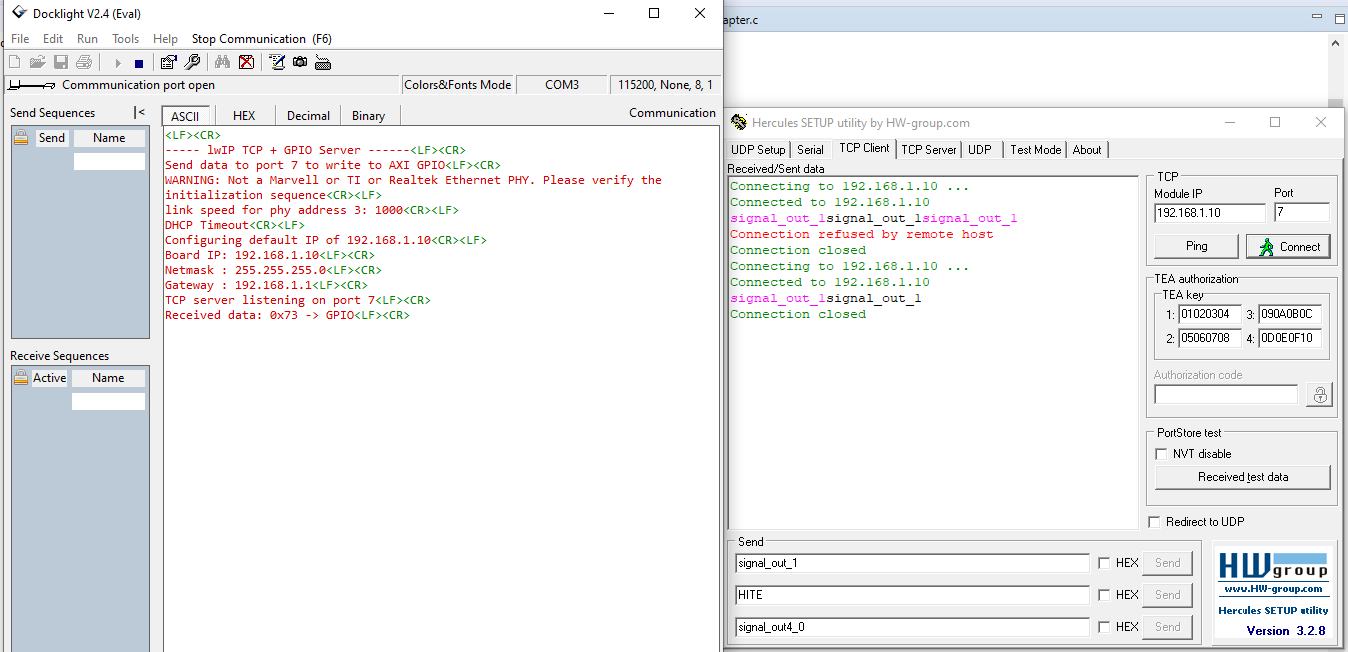 Docklight V2.4 (Eval)
File Edit Run Tools Help Stop Communication (F6)
Commmunication port open
Colors&Fonts Mode
COM3
115200, None, 8, 1
Send Sequences
Send Name
Receive Sequences
Active Name
ASCII HEX Decimal Binary
Communication
<LF><CR>
----- lwIP TCP + GPIO Server ------<LF><CR>
Send data to port 7 to write to AXI GPIO<LF><CR>
WARNING: Not a Marvell or TI or Realtek Ethernet PHY. Please verify the
initialization sequence<CR><LF>
link speed for phy address 3: 1000<CR><LF>
DHCP Timeout<CR><LF>
Configuring default IP of 192.168.1.10<CR><LF>
Board IP: 192.168.1.10<LF><CR>
Netmask : 255.255.255.0<LF><CR>
Gateway : 192.168.1.1<LF><CR>
TCP server listening on port 7<LF><CR>
Received data: 0x73 -> GPIO<LF><CR>
apter.c
Hercules SETUP utility by HW-group.com
UDP Setup Serial TCP Client TCP Server UDP Test Mode About
Received/Sent data
Connecting to 192.168.1.10 ...
Connected to 192.168.1.10
signal_out_1signal_out_1signal_out_1
Connection refused by remote host
Connection closed
Connecting to 192.168.1.10 ...
Connected to 192.168.1.10
signal_out_1signal_out_1
Connection closed
TCP
Module IP Port
192.168.1.10 7
Ping Connect
TEA authorization
TEA key
1: 01020304 3: 090A0B0C
2: 05060708 4: 0D0E0F10
Authorization code
PortStore test
NVT disable
Received test data
Redirect to UDP
Send
signal_out_1 HEX Send
HITE HEX Send
signal_out4_0 HEX Send
HWgroup
www.HW-group.com
Hercules SETUP utility
Version 3.2.8